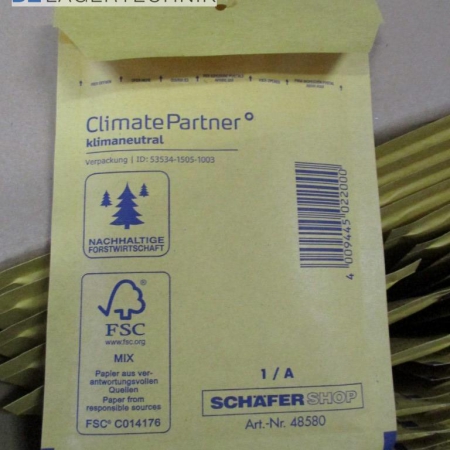 LAGERTECHNIK
ClimatePartner°
klimaneutral
Verpackung | ID: 53534-1505-1003
NACHHALTIGE
FORSTWIRTSCHAFT
FSC
www.fsc.org
MIX
Papier aus ver-
antwortungsvollen
Quellen
Paper from
responsible sources
FSC® C014176
4 009445 022000
1 / A
SCHÄFER SHOP
Art.-Nr. 48580